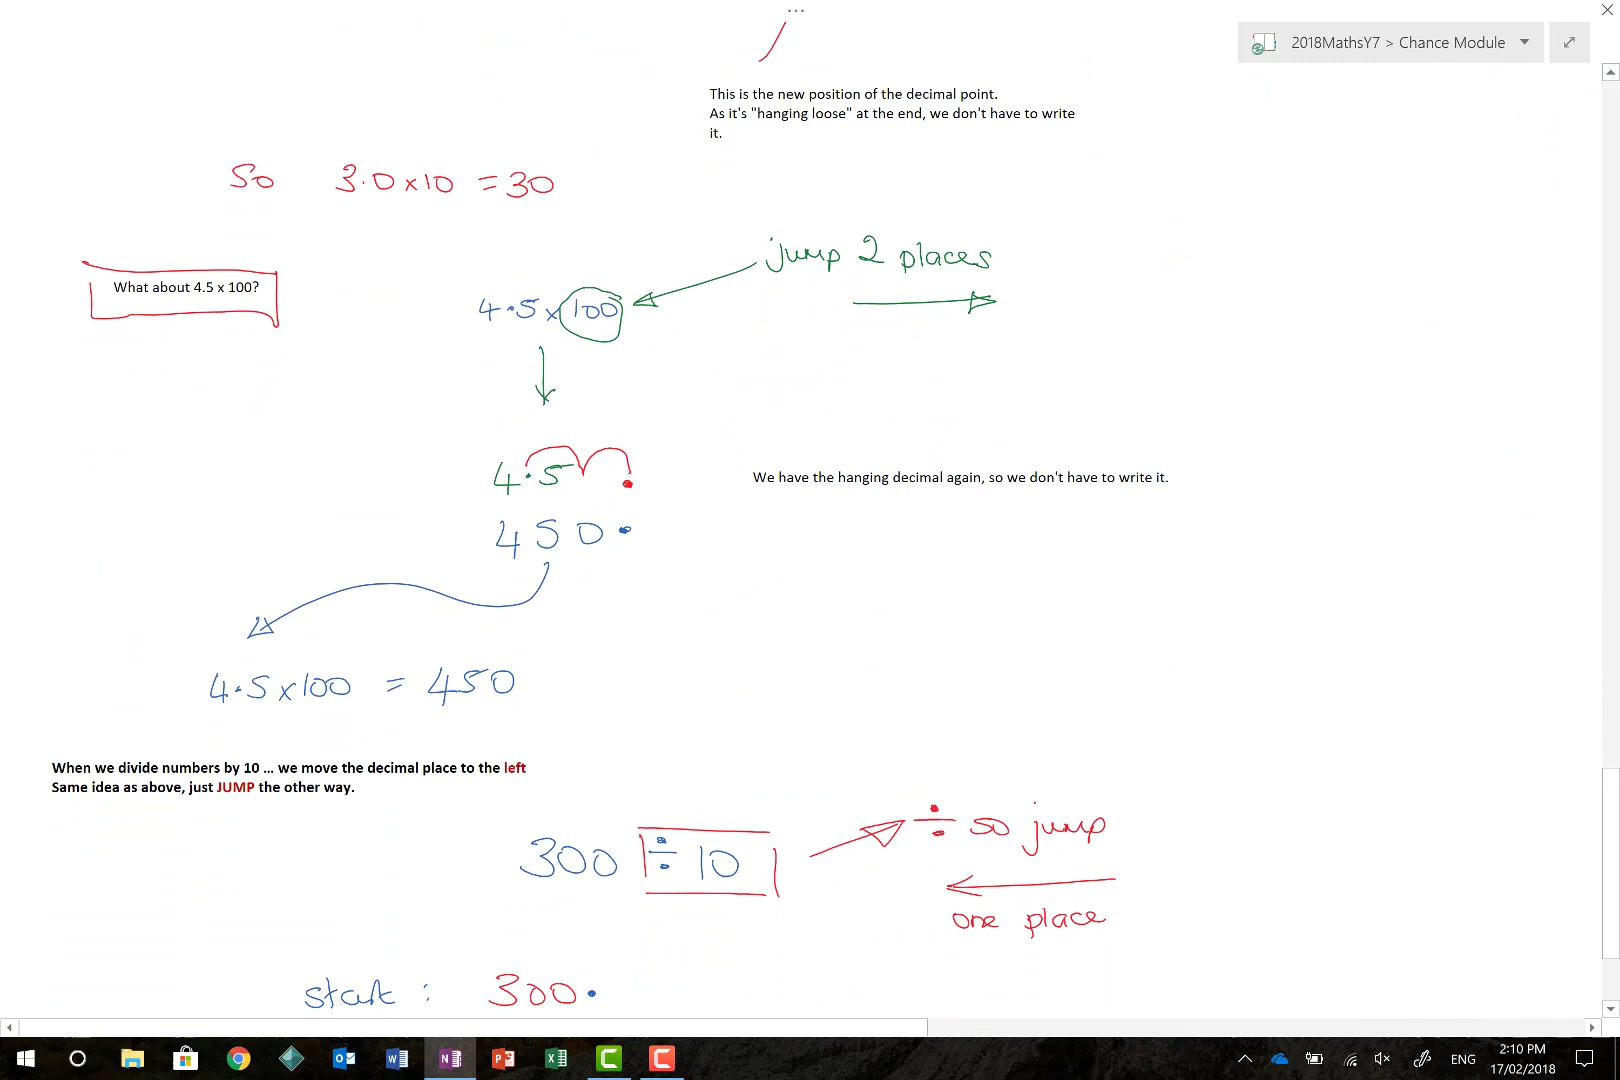 2018MathsY7 > Chance Module
This is the new position of the decimal point.
As it's "hanging loose" at the end, we don't have to write
it.
So 3·0 x 10 = 30
jump 2 places
What about 4.5 x 100?
4·5 x 100
4·5 .
We have the hanging decimal again, so we don't have to write it.
450·
4·5 x 100 = 450
When we divide numbers by 10 ... we move the decimal place to the left
Same idea as above, just JUMP the other way.
÷ so jump
300 ÷ 10
one place
start : 300·
ENG
2:10 PM
17/02/2018